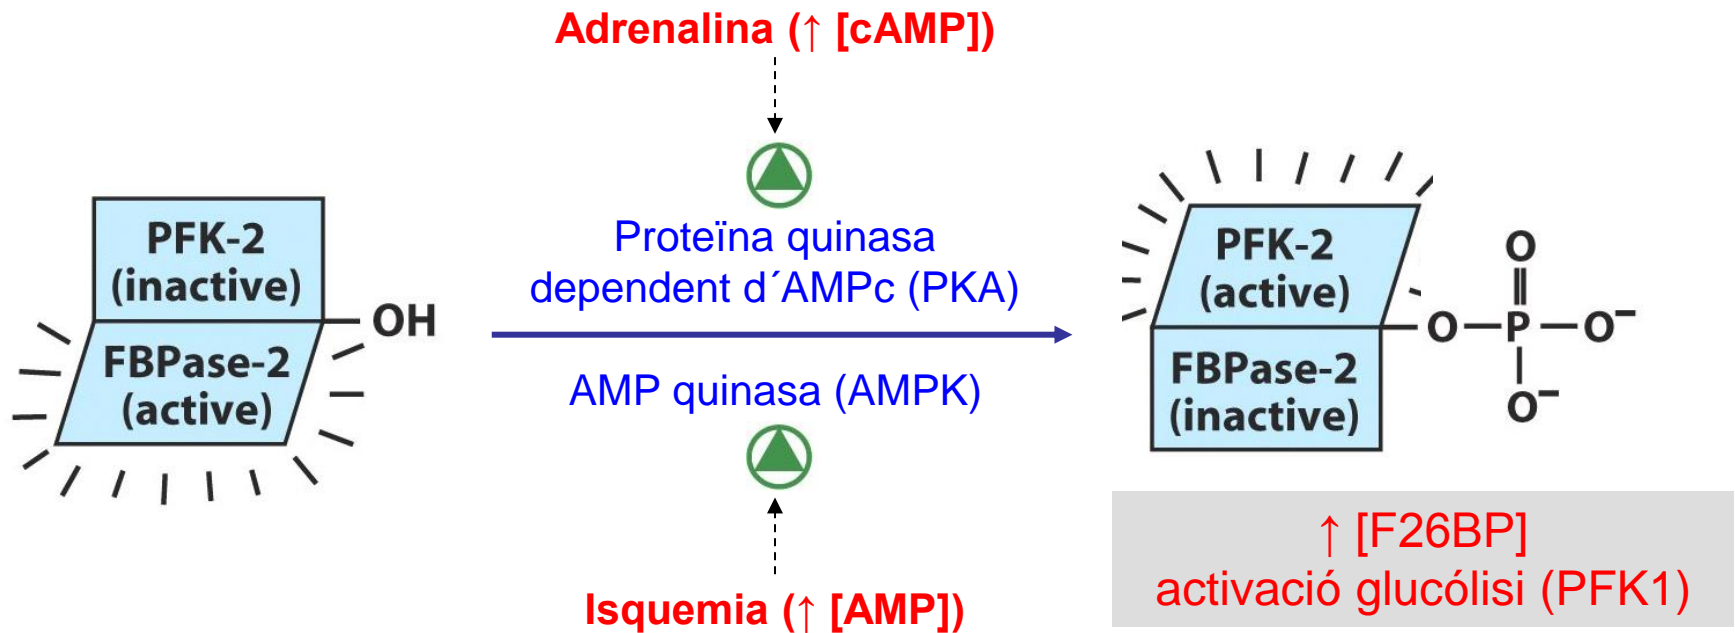 Adrenalina (↑ [cAMP])
PFK-2
(inactive)
OH
FBPase-2
(active)
Proteïna quinasa
dependent d´AMPc (PKA)
AMP quinasa (AMPK)
Isquemia (↑ [AMP])
PFK-2
(active)
FBPase-2
(inactive)
O
O—P—O⁻
O⁻
↑ [F26BP]
activació glucólisi (PFK1)